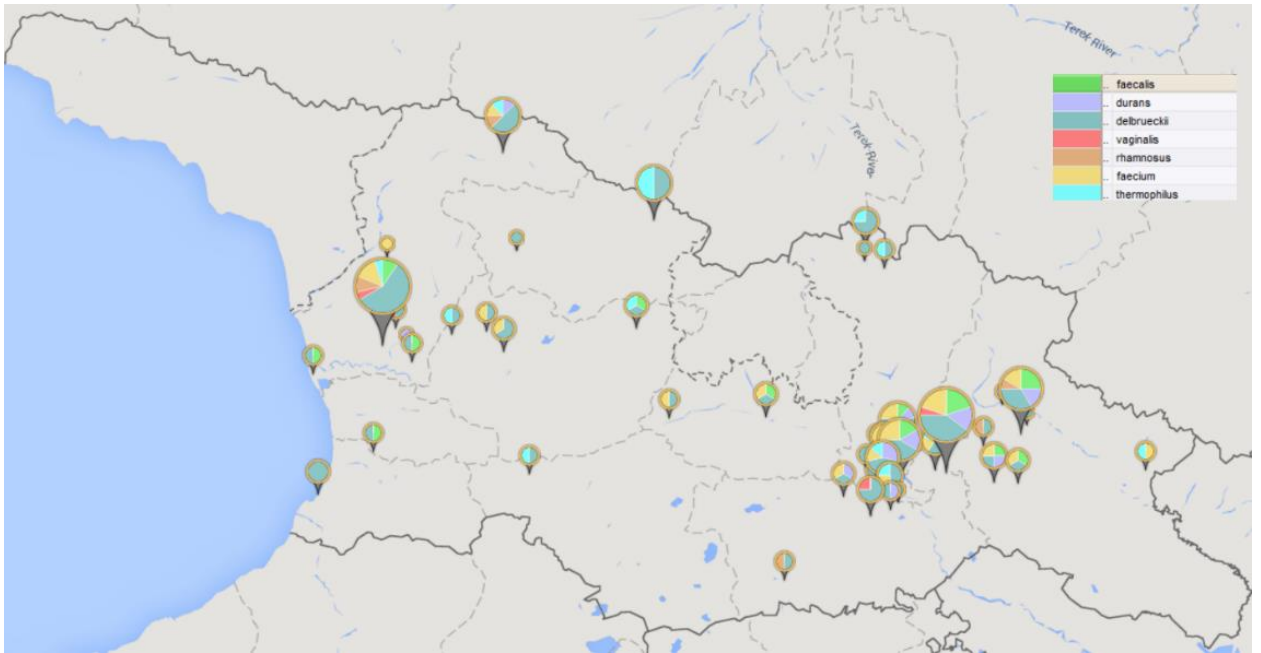 Terek River
Terek River
faecalis
durans
delbrueckii
vaginalis
rhamnosus
faecium
thermophilus